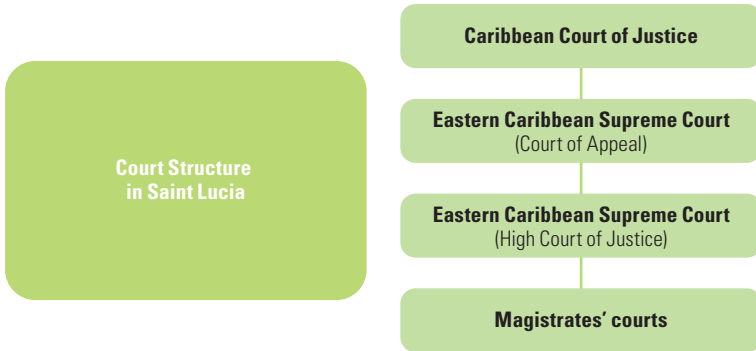 Court Structure
in Saint Lucia
Caribbean Court of Justice
Eastern Caribbean Supreme Court
(Court of Appeal)
Eastern Caribbean Supreme Court
(High Court of Justice)
Magistrates’ courts